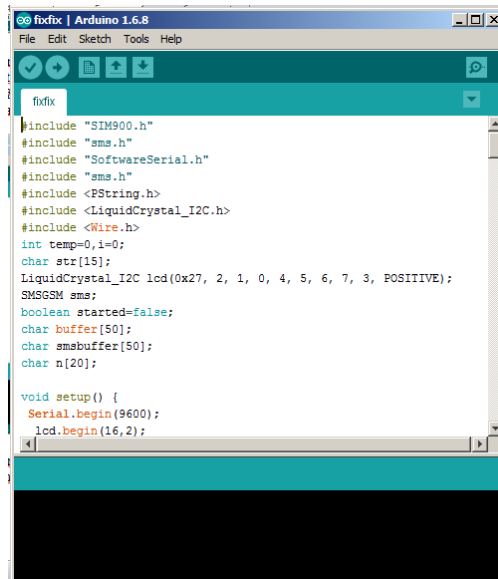 fixfix | Arduino 1.6.8
File Edit Sketch Tools Help
fixfix
#include "SIM900.h"
#include "sms.h"
#include "SoftwareSerial.h"
#include "sms.h"
#include <PString.h>
#include <LiquidCrystal_I2C.h>
#include <Wire.h>
int temp=0,i=0;
char str[15];
LiquidCrystal_I2C lcd(0x27, 2, 1, 0, 4, 5, 6, 7, 3, POSITIVE);
SMSGSM sms;
boolean started=false;
char buffer[50];
char smsbuffer[50];
char n[20];
void setup() {
Serial.begin(9600);
lcd.begin(16,2);